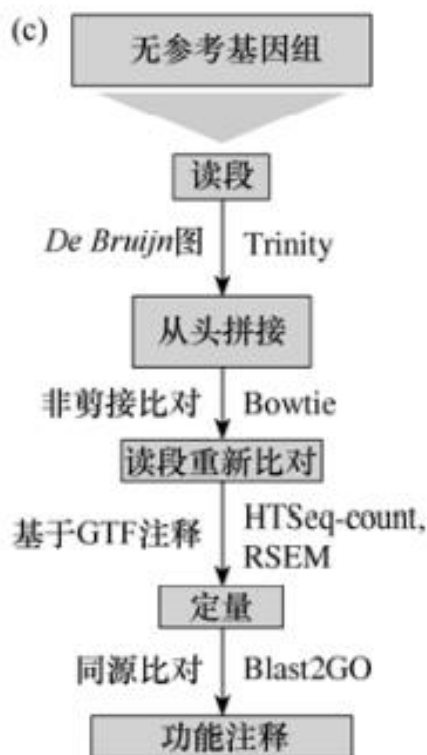 (c)
无参考基因组
读段
De Bruijn图 Trinity
从头拼接
非剪接比对 Bowtie
读段重新比对
基于GTF注释 HTSeq-count,
RSEM
定量
同源比对 Blast2GO
功能注释